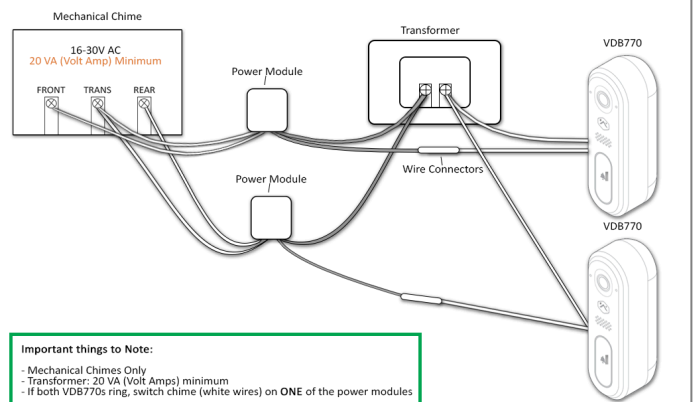 Mechanical Chime
16-30V AC
20 VA (Volt Amp) Minimum
FRONT TRANS REAR
Power Module
Transformer
VDB770
Wire Connectors
Power Module
VDB770
Important things to Note:
- Mechanical Chimes Only
- Transformer: 20 VA (Volt Amps) minimum
- If both VDB770s ring, switch chime (white wires) on ONE of the power modules